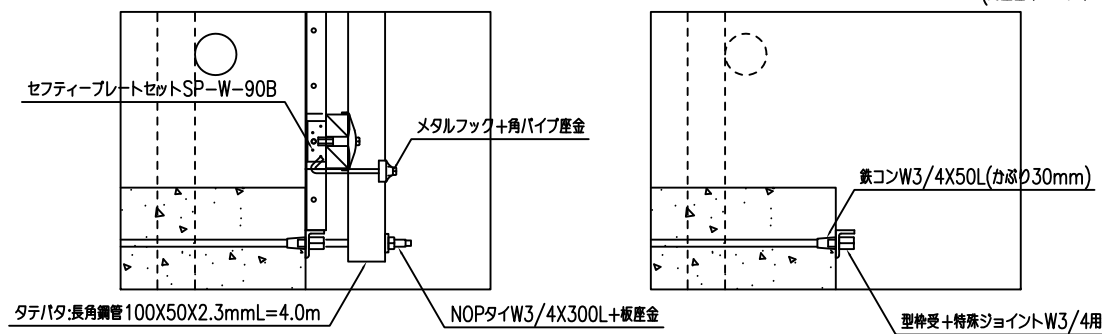 セフティープレートセットSP-W-90B
メタルフック+角パイプ座金
鉄コンW3/4X50L(かぶり30mm)
タテバタ:長角鋼管100X50X2.3mmL=4.0m
NOPタイW3/4X300L+板座金
型枠受+特殊ジョイントW3/4用